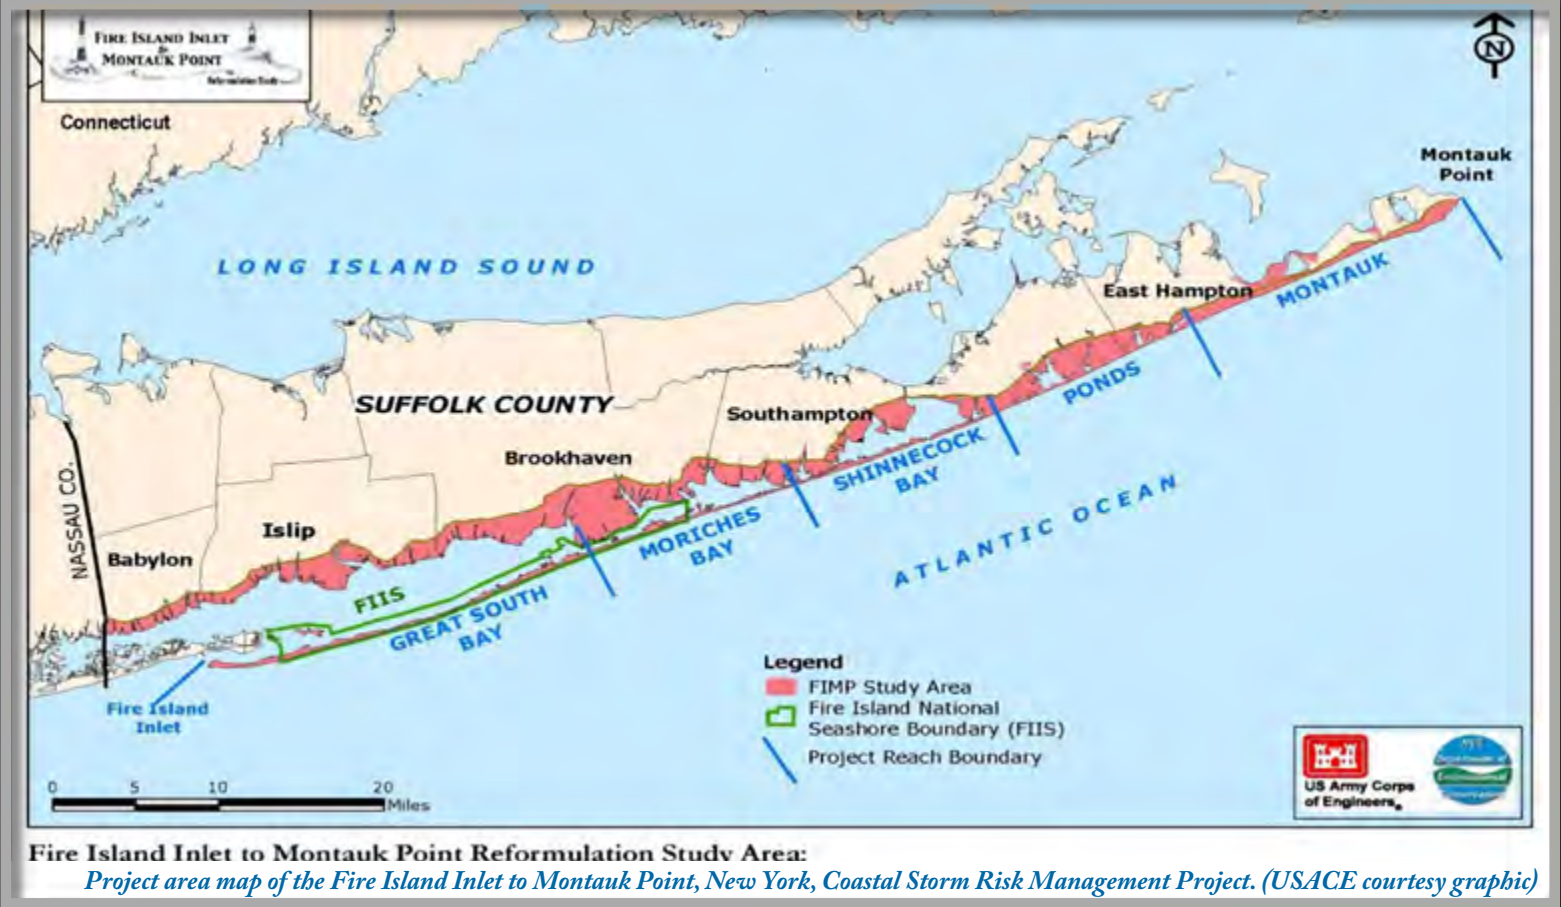 FIRE ISLAND INLET
to
MONTAUK POINT
Reformulation Study
N
Connecticut
Montauk
Point
LONG ISLAND SOUND
East Hampton
MONTAUK
SUFFOLK COUNTY
Southampton
PONDS
Brookhaven
SHINNECOCK
BAY
NASSAU CO.
Islip
MORICHES
BAY
ATLANTIC OCEAN
Babylon
FIIS
GREAT SOUTH
BAY
Fire Island
Inlet
Legend
FIMP Study Area
Fire Island National
Seashore Boundary (FIIS)
Project Reach Boundary
0 5 10 20
Miles
US Army Corps
of Engineers®
Fire Island Inlet to Montauk Point Reformulation Study Area:
Project area map of the Fire Island Inlet to Montauk Point, New York, Coastal Storm Risk Management Project. (USACE courtesy graphic)